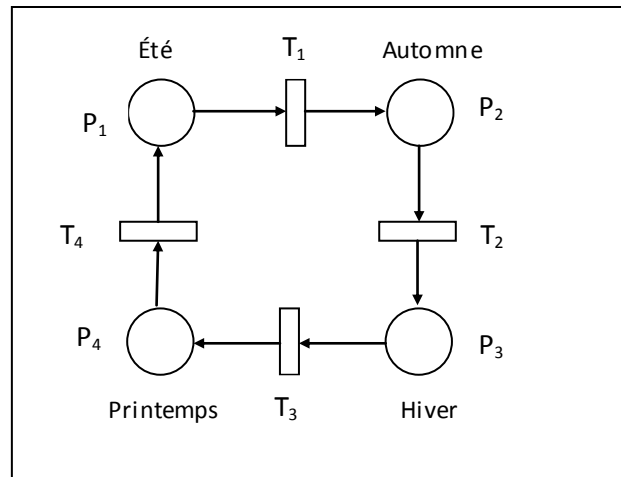 Été T₁ Automne
P₁ P₂
T₄ T₂
P₄ P₃
Printemps T₃ Hiver